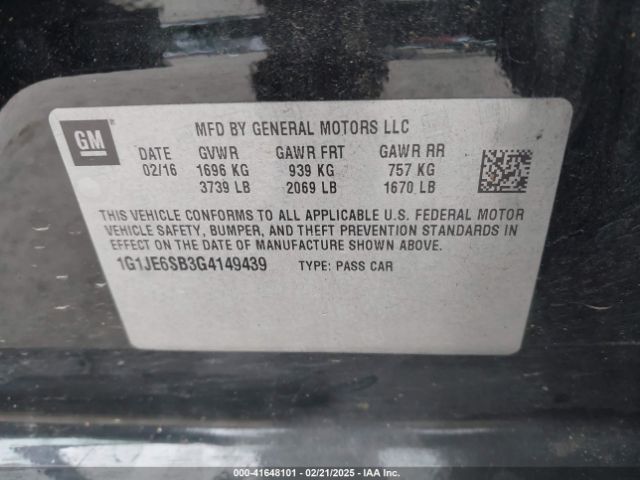 GM
MFD BY GENERAL MOTORS LLC
DATE GVWR GAWR FRT GAWR RR
02/16 1696 KG 939 KG 757 KG
3739 LB 2069 LB 1670 LB
THIS VEHICLE CONFORMS TO ALL APPLICABLE U.S. FEDERAL MOTOR
VEHICLE SAFETY, BUMPER, AND THEFT PREVENTION STANDARDS IN
EFFECT ON THE DATE OF MANUFACTURE SHOWN ABOVE.
1G1JE6SB3G4149439 TYPE: PASS CAR
000-41648101 - 02/21/2025 - IAA Inc.